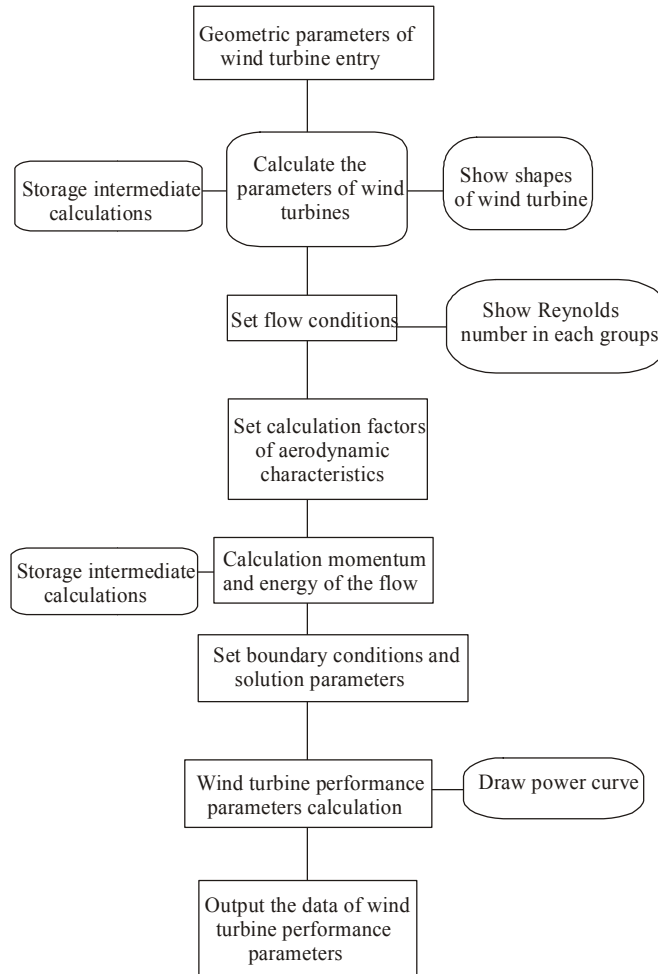 Geometric parameters of
wind turbine entry
Storage intermediate
calculations
Calculate the
parameters of wind
turbines
Show shapes
of wind turbine
Set flow conditions
Show Reynolds
number in each groups
Set calculation factors
of aerodynamic
characteristics
Storage intermediate
calculations
Calculation momentum
and energy of the flow
Set boundary conditions and
solution parameters
Wind turbine performance
parameters calculation
Draw power curve
Output the data of wind
turbine performance
parameters